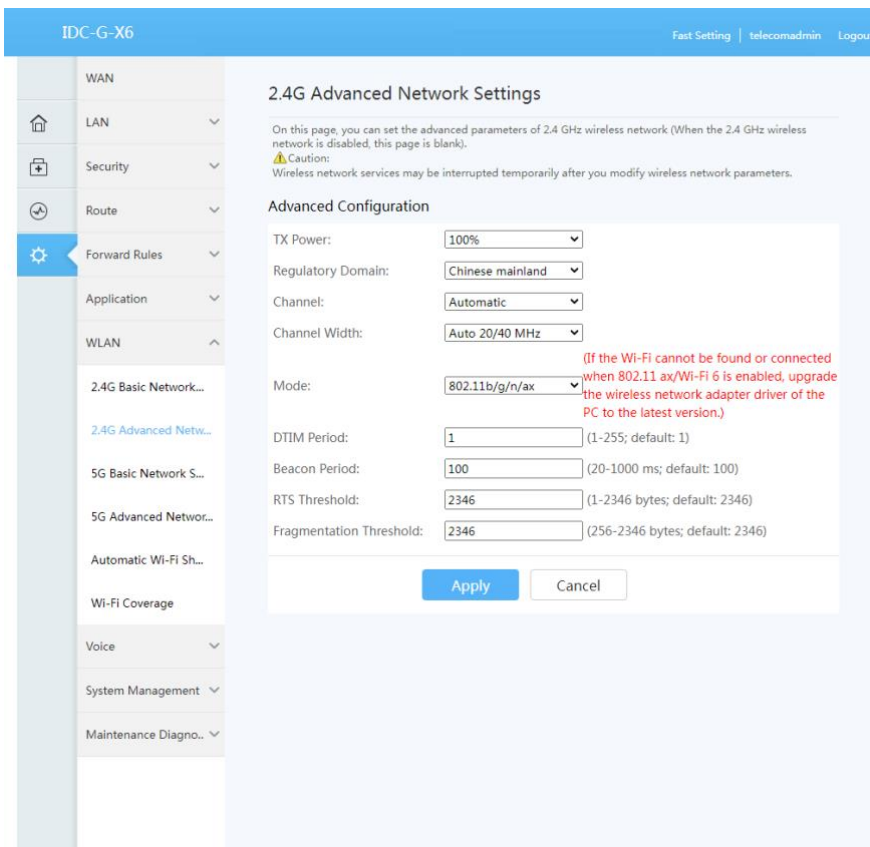 IDC-G-X6
Fast Setting | telecomadmin Logou
WAN
LAN
Security
Route
Forward Rules
Application
WLAN
2.4G Basic Network...
2.4G Advanced Netw...
5G Basic Network S...
5G Advanced Networ...
Automatic Wi-Fi Sh...
Wi-Fi Coverage
Voice
System Management
Maintenance Diagno..
2.4G Advanced Network Settings
On this page, you can set the advanced parameters of 2.4 GHz wireless network (When the 2.4 GHz wireless
network is disabled, this page is blank).
Caution:
Wireless network services may be interrupted temporarily after you modify wireless network parameters.
Advanced Configuration
TX Power: 100%
Regulatory Domain: Chinese mainland
Channel: Automatic
Channel Width: Auto 20/40 MHz
Mode: 802.11b/g/n/ax
(If the Wi-Fi cannot be found or connected
when 802.11 ax/Wi-Fi 6 is enabled, upgrade
the wireless network adapter driver of the
PC to the latest version.)
DTIM Period: 1 (1-255; default: 1)
Beacon Period: 100 (20-1000 ms; default: 100)
RTS Threshold: 2346 (1-2346 bytes; default: 2346)
Fragmentation Threshold: 2346 (256-2346 bytes; default: 2346)
Apply Cancel